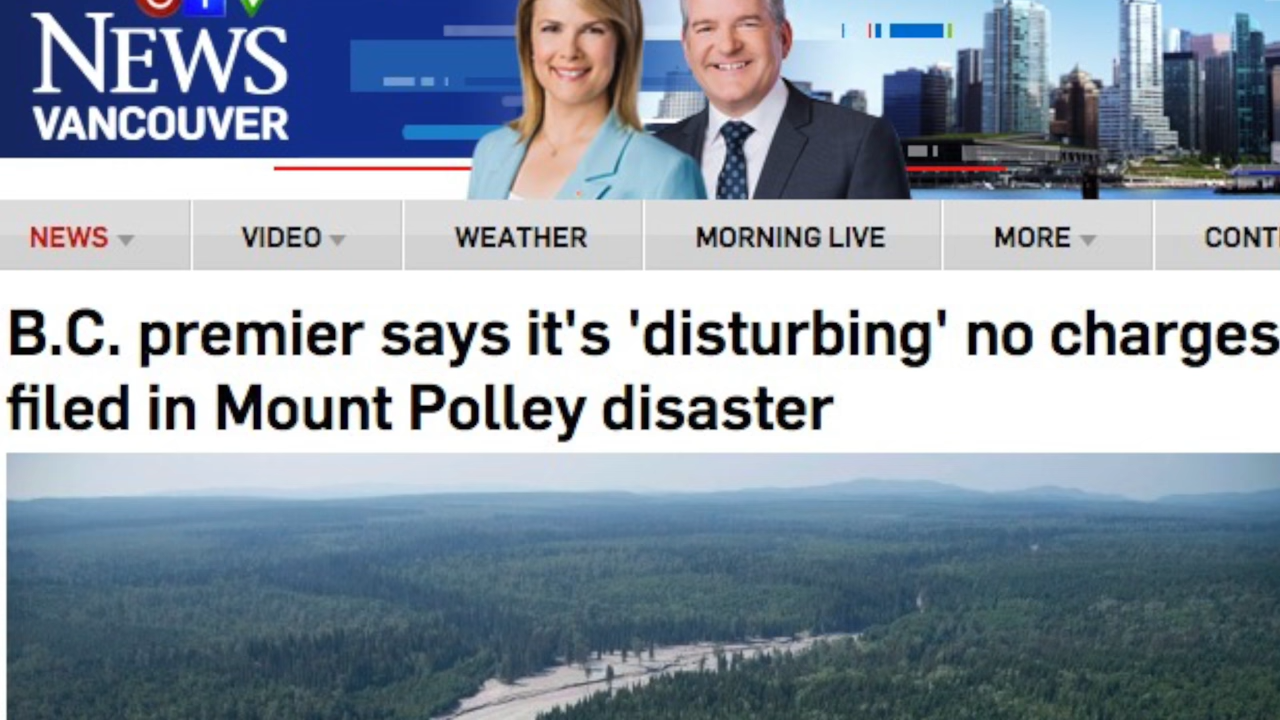 NEWS
VANCOUVER
NEWS VIDEO WEATHER MORNING LIVE MORE
B.C. premier says it's 'disturbing' no charges
filed in Mount Polley disaster